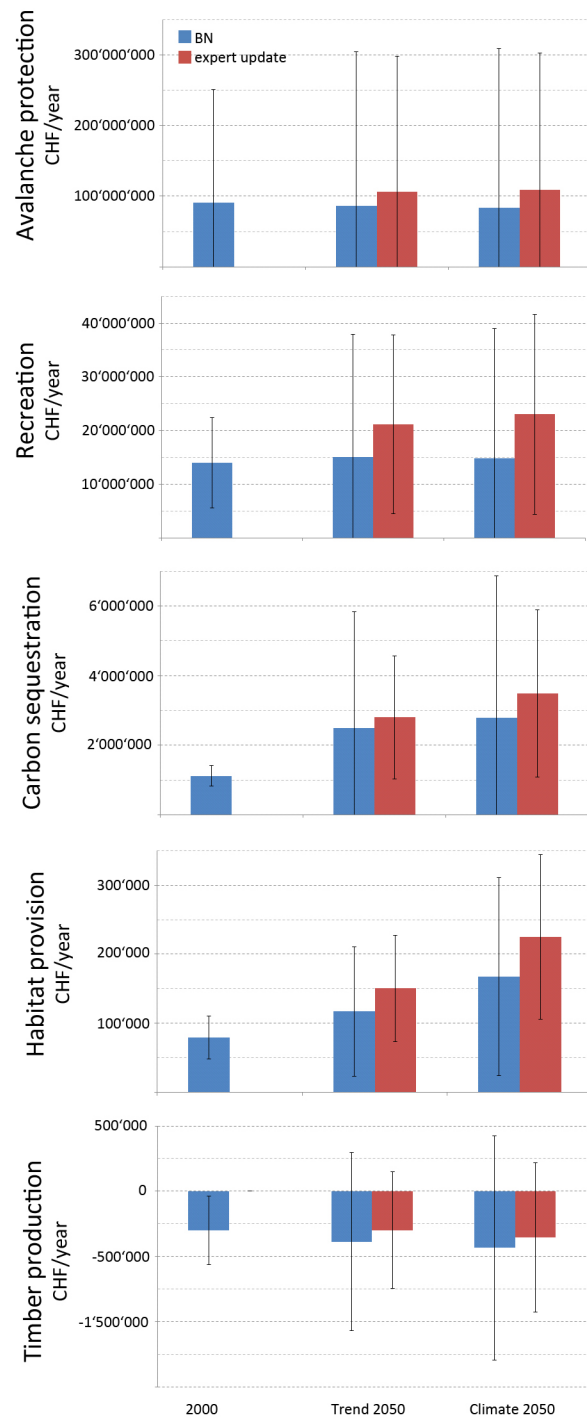 Avalanche protection
CHF/year
300‘000‘000
200‘000‘000
100‘000‘000
BN
expert update
Recreation
CHF/year
40‘000‘000
30‘000‘000
20‘000‘000
10‘000‘000
Carbon sequestration
CHF/year
6‘000‘000
4‘000‘000
2‘000‘000
Habitat provision
CHF/year
300‘000
200‘000
100‘000
Timber production
CHF/year
500‘000
0
-500‘000
-1‘500‘000
2000
Trend 2050
Climate 2050